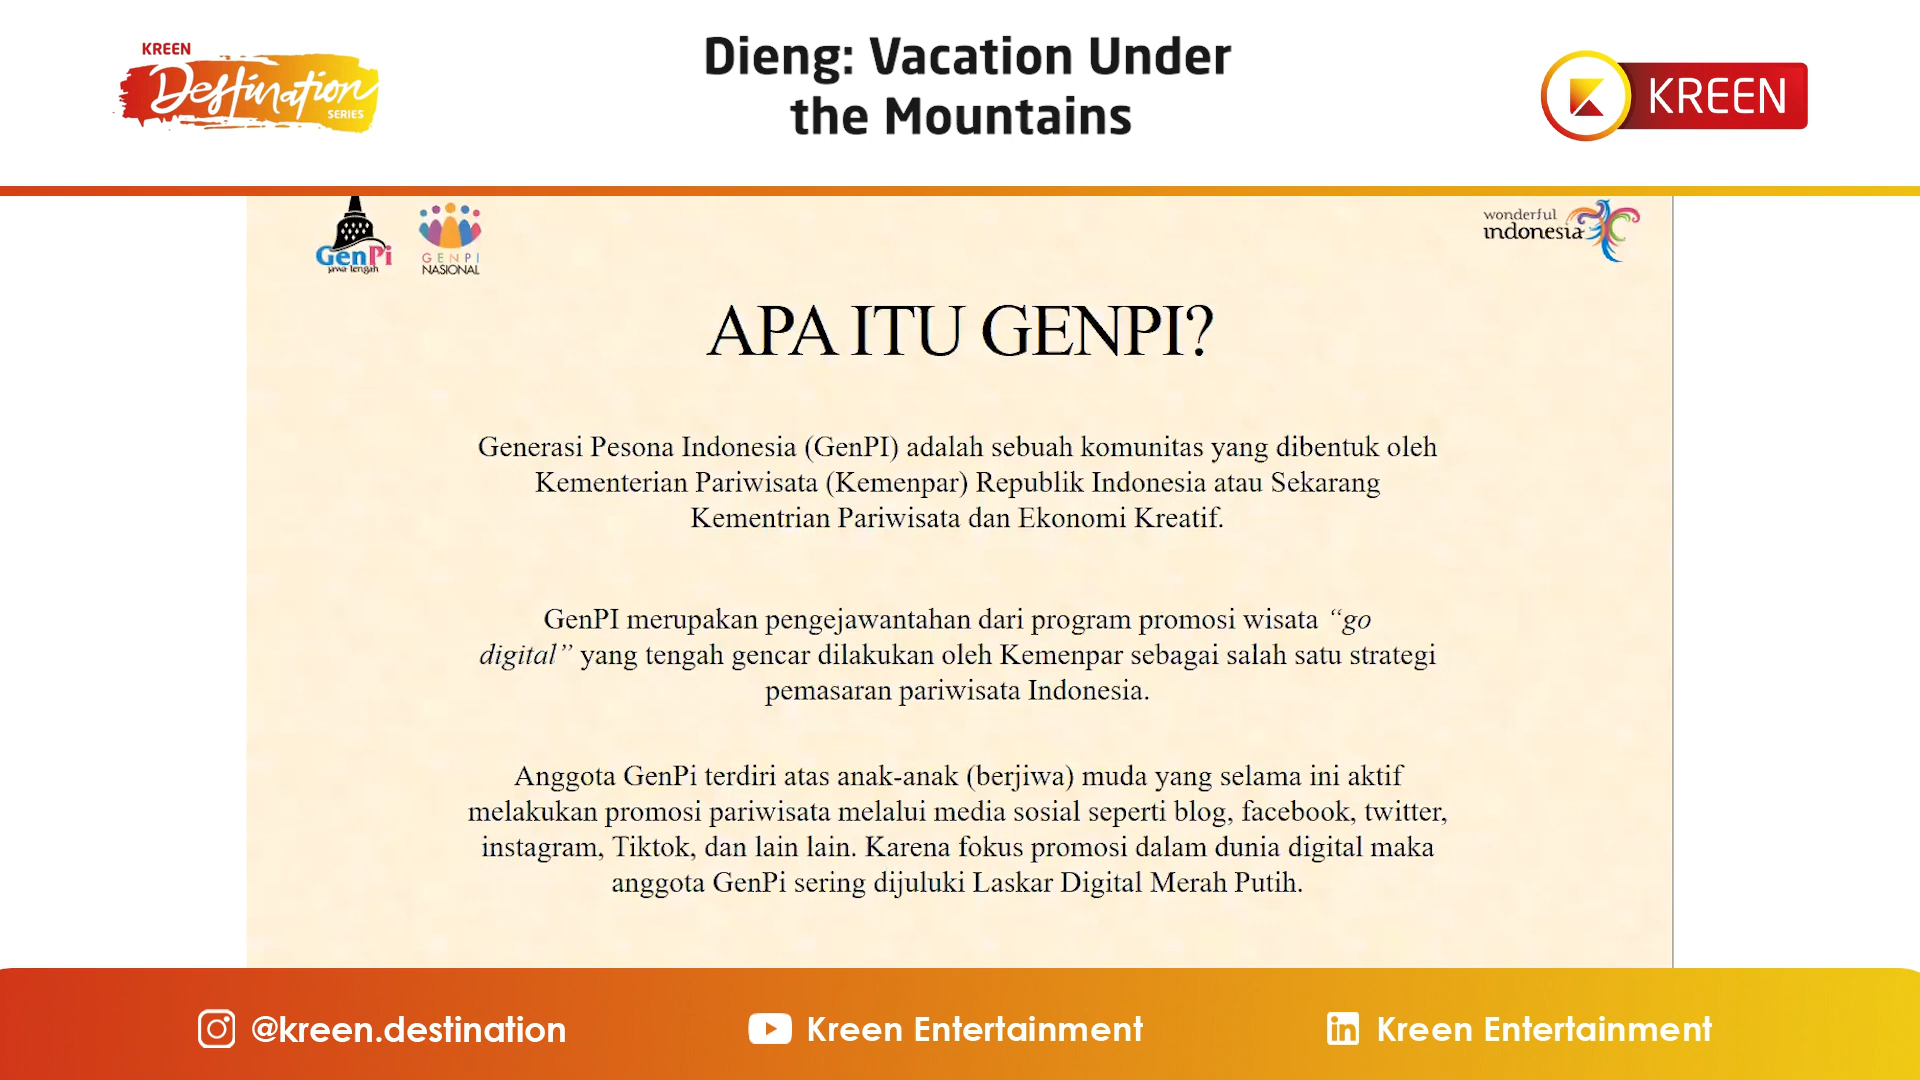 KREEN
Destination
SERIES
Dieng: Vacation Under
the Mountains
KREEN
GenPi
jawa tengah
GENPI
NASIONAL
wonderful
indonesia
APA ITU GENPI?
Generasi Pesona Indonesia (GenPI) adalah sebuah komunitas yang dibentuk oleh
Kementerian Pariwisata (Kemenpar) Republik Indonesia atau Sekarang
Kementrian Pariwisata dan Ekonomi Kreatif.
GenPI merupakan pengejawantahan dari program promosi wisata “go
digital” yang tengah gencar dilakukan oleh Kemenpar sebagai salah satu strategi
pemasaran pariwisata Indonesia.
Anggota GenPi terdiri atas anak-anak (berjiwa) muda yang selama ini aktif
melakukan promosi pariwisata melalui media sosial seperti blog, facebook, twitter,
instagram, Tiktok, dan lain lain. Karena fokus promosi dalam dunia digital maka
anggota GenPi sering dijuluki Laskar Digital Merah Putih.
@kreen.destination
Kreen Entertainment
Kreen Entertainment